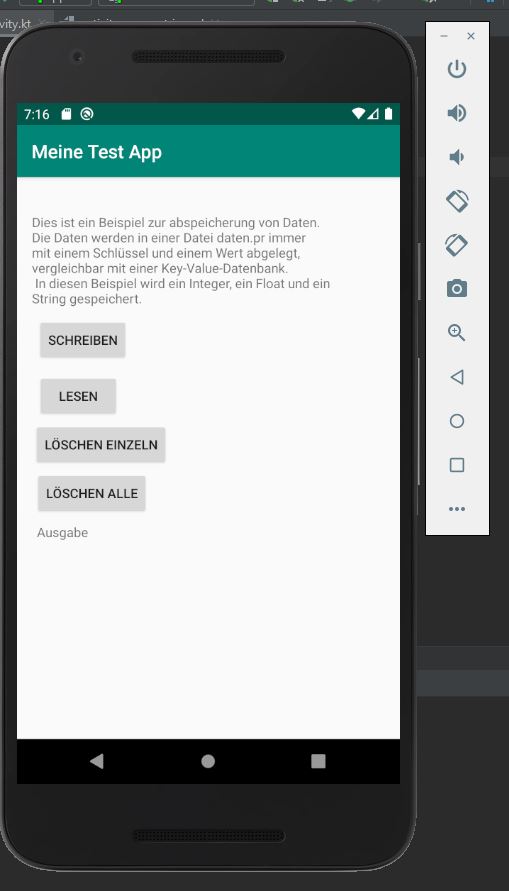 vity.kt
7:16
Meine Test App
Dies ist ein Beispiel zur abspeicherung von Daten.
Die Daten werden in einer Datei daten.pr immer
mit einem Schlüssel und einem Wert abgelegt,
vergleichbar mit einer Key-Value-Datenbank.
In diesen Beispiel wird ein Integer, ein Float und ein
String gespeichert.
SCHREIBEN
LESEN
LÖSCHEN EINZELN
LÖSCHEN ALLE
Ausgabe